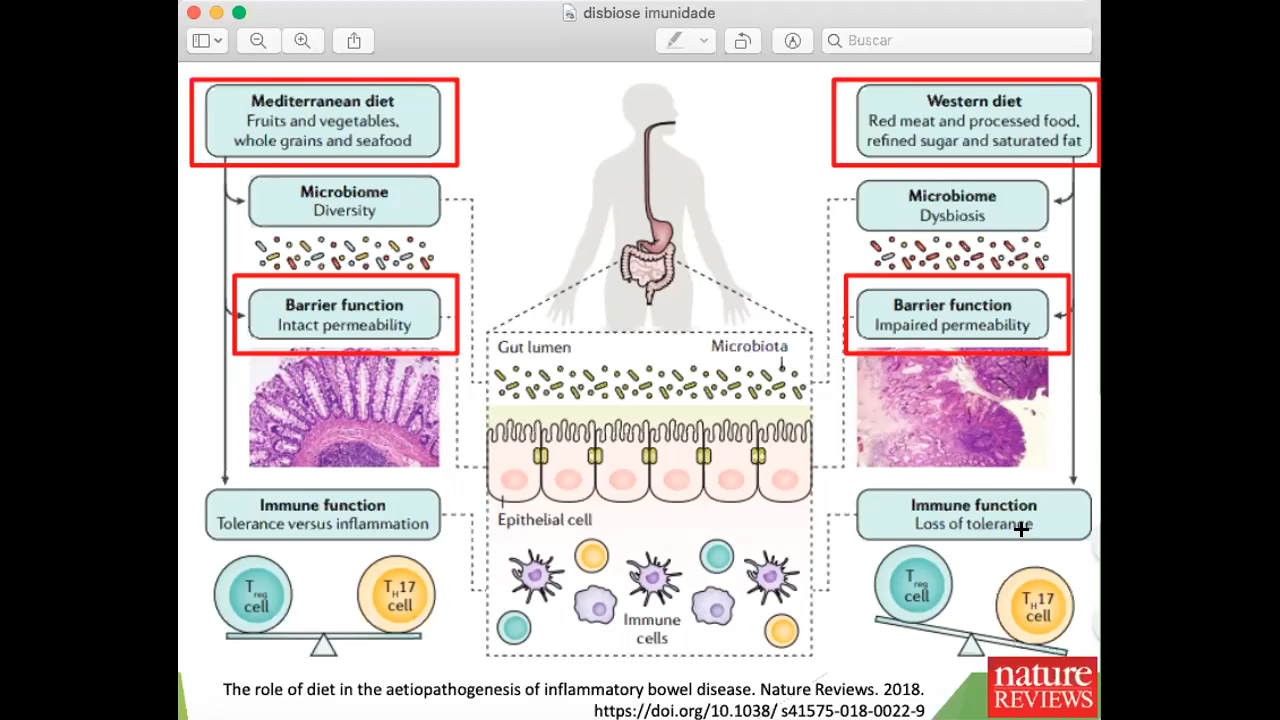 disbiose imunidade
Buscar
Mediterranean diet
Fruits and vegetables,
whole grains and seafood
Microbiome
Diversity
Barrier function
Intact permeability
Immune function
Tolerance versus inflammation
Treg
cell
TH17
cell
Gut lumen
Microbiota
Epithelial cell
Immune
cells
Western diet
Red meat and processed food,
refined sugar and saturated fat
Microbiome
Dysbiosis
Barrier function
Impaired permeability
Immune function
Loss of tolerance
Treg
cell
TH17
cell
The role of diet in the aetiopathogenesis of inflammatory bowel disease. Nature Reviews. 2018.
https://doi.org/10.1038/ s41575-018-0022-9
nature
REVIEWS